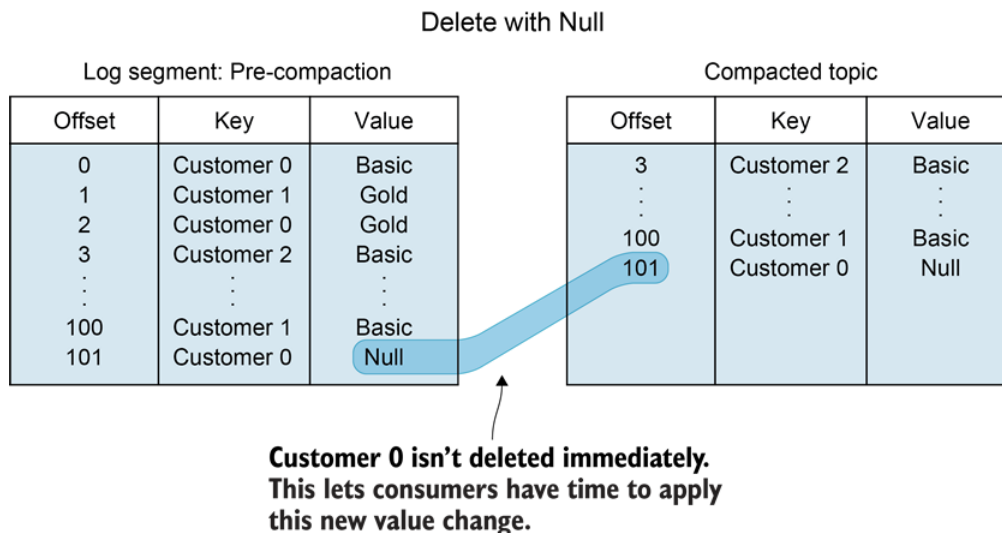 Delete with Null
Log segment: Pre-compaction
Offset Key Value
0 Customer 0 Basic
1 Customer 1 Gold
2 Customer 0 Gold
3 Customer 2 Basic
. . .
. . .
. . .
100 Customer 1 Basic
101 Customer 0 Null
Compacted topic
Offset Key Value
3 Customer 2 Basic
. . .
. . .
. . .
100 Customer 1 Basic
101 Customer 0 Null
Customer 0 isn't deleted immediately.
This lets consumers have time to apply
this new value change.